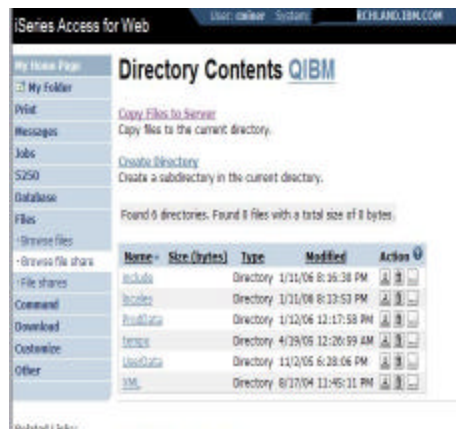 User: cminer System: RCHLAND.IBM.COM
iSeries Access for Web
My Home Page
My Folder
Print
Messages
Jobs
5250
Database
Files
Browse files
Browse file share
File shares
Command
Download
Customize
Other
Directory Contents QIBM
Copy Files to Server
Copy files to the current directory.
Create Directory
Create a subdirectory in the current directory.
Found 6 directories. Found 0 files with a total size of 0 bytes.
Name Size (bytes) Type Modified Action
include Directory 1/11/06 8:16:38 PM
locales Directory 1/11/06 8:13:53 PM
ProdData Directory 1/12/06 12:17:58 PM
Directory 4/19/05 12:26:59 AM
UserData Directory 11/2/05 6:28:06 PM
XML Directory 8/17/04 11:45:11 PM
Related Links: